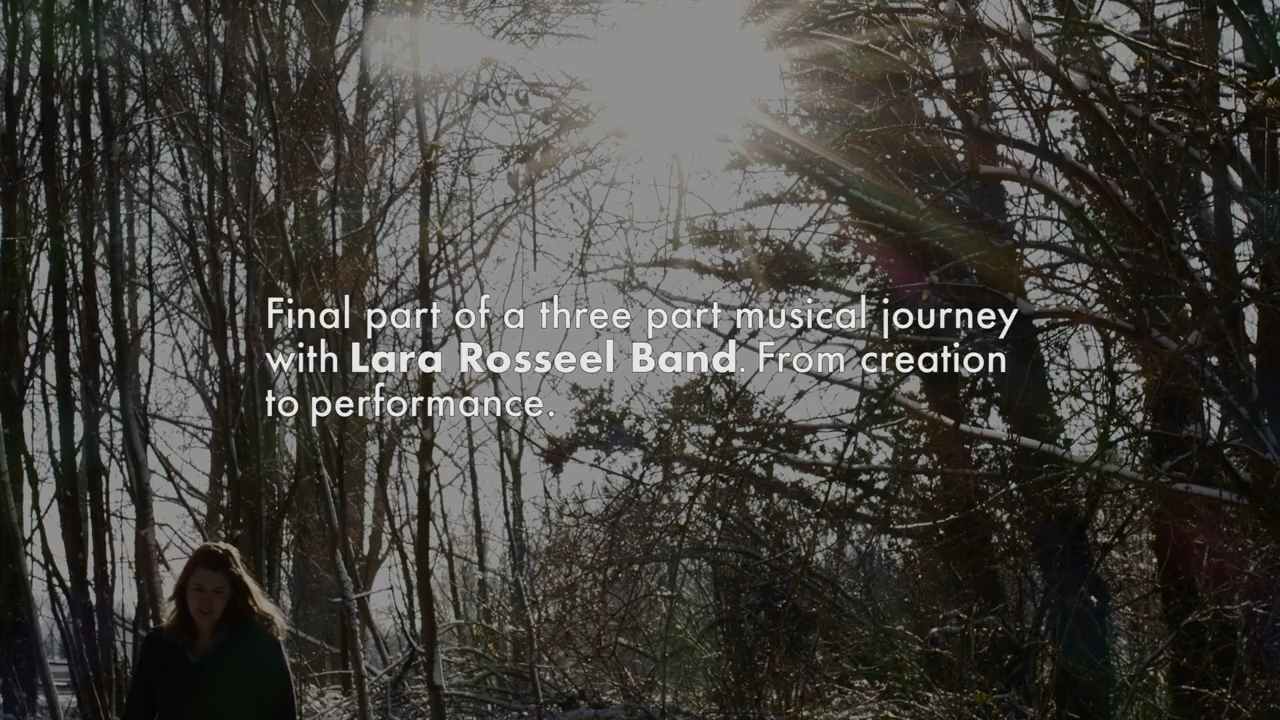 Final part of a three part musical journey
with Lara Rosseel Band. From creation
to performance.